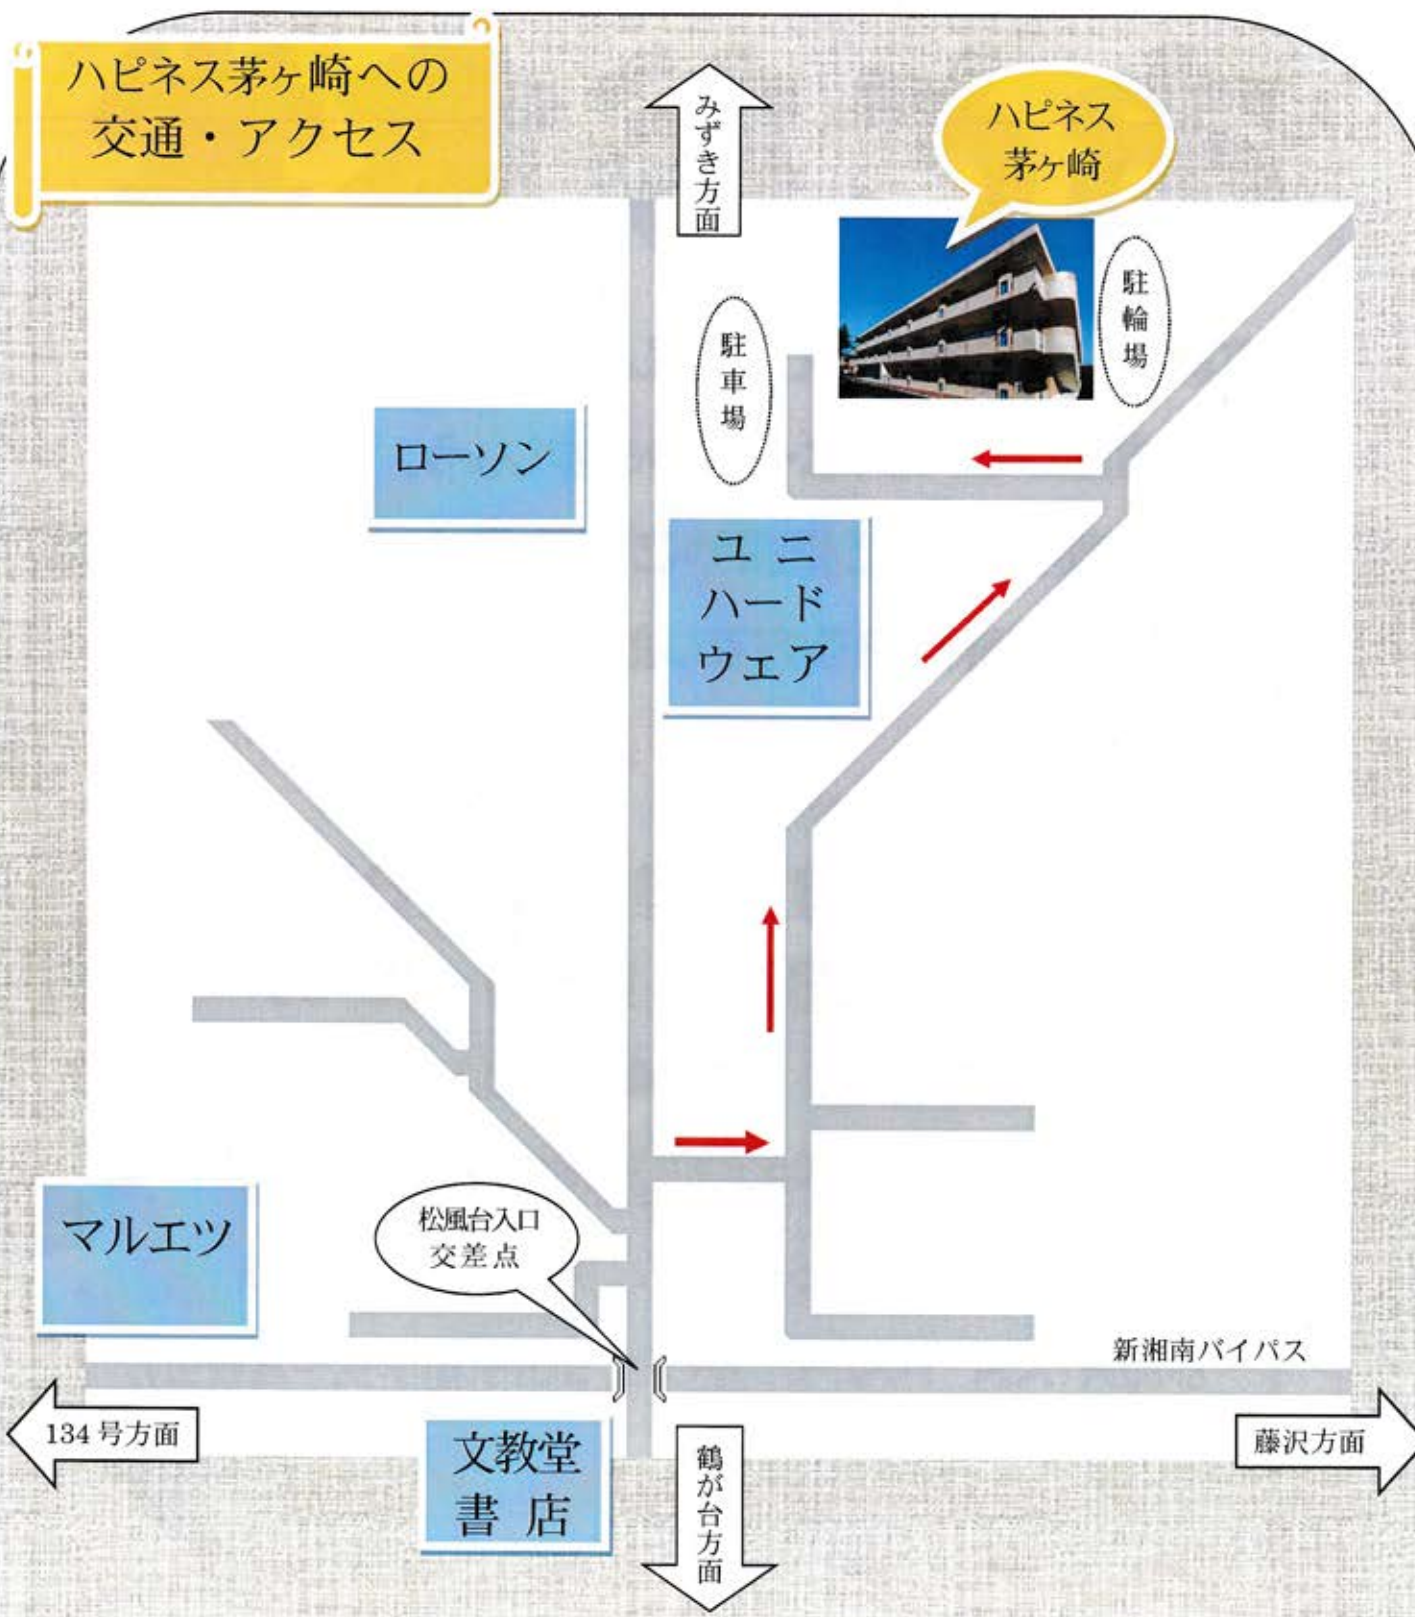 ハピネス茅ヶ崎への
交通・アクセス
みずき方面
ハピネス
茅ヶ崎
駐輪場
駐車場
ローソン
ユニ
ハード
ウェア
マルエツ
松風台入口
交差点
新湘南バイパス
134号方面
藤沢方面
文教堂
書店
鶴が台方面